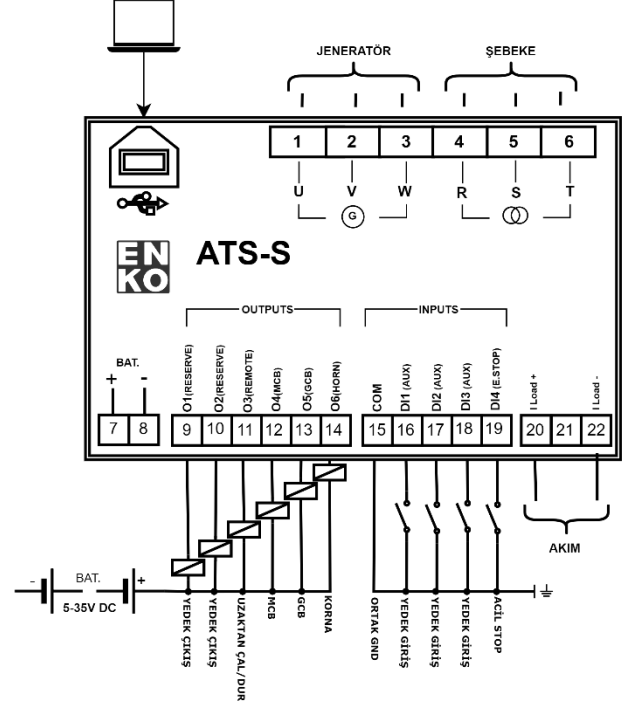 JENERATÖR ŞEBEKE
1 2 3 4 5 6
U V W R S T
G
EN
KO
ATS-S
OUTPUTS INPUTS
BAT.
+ -
O1(RESERVE)
O2(RESERVE)
O3(REMOTE)
O4(MCB)
O5(GCB)
O6(HORN)
COM
DI1 (AUX)
DI2 (AUX)
DI3 (AUX)
DI4 (E.STOP)
I Load +
I Load -
7 8 9 10 11 12 13 14 15 16 17 18 19 20 21 22
AKIM
- BAT. +
5-35V DC
YEDEK ÇIKIŞ
YEDEK ÇIKIŞ
UZAKTAN ÇAL/DUR
MCB
GCB
KORNA
ORTAK GND
YEDEK GİRİŞ
YEDEK GİRİŞ
YEDEK GİRİŞ
ACİL STOP